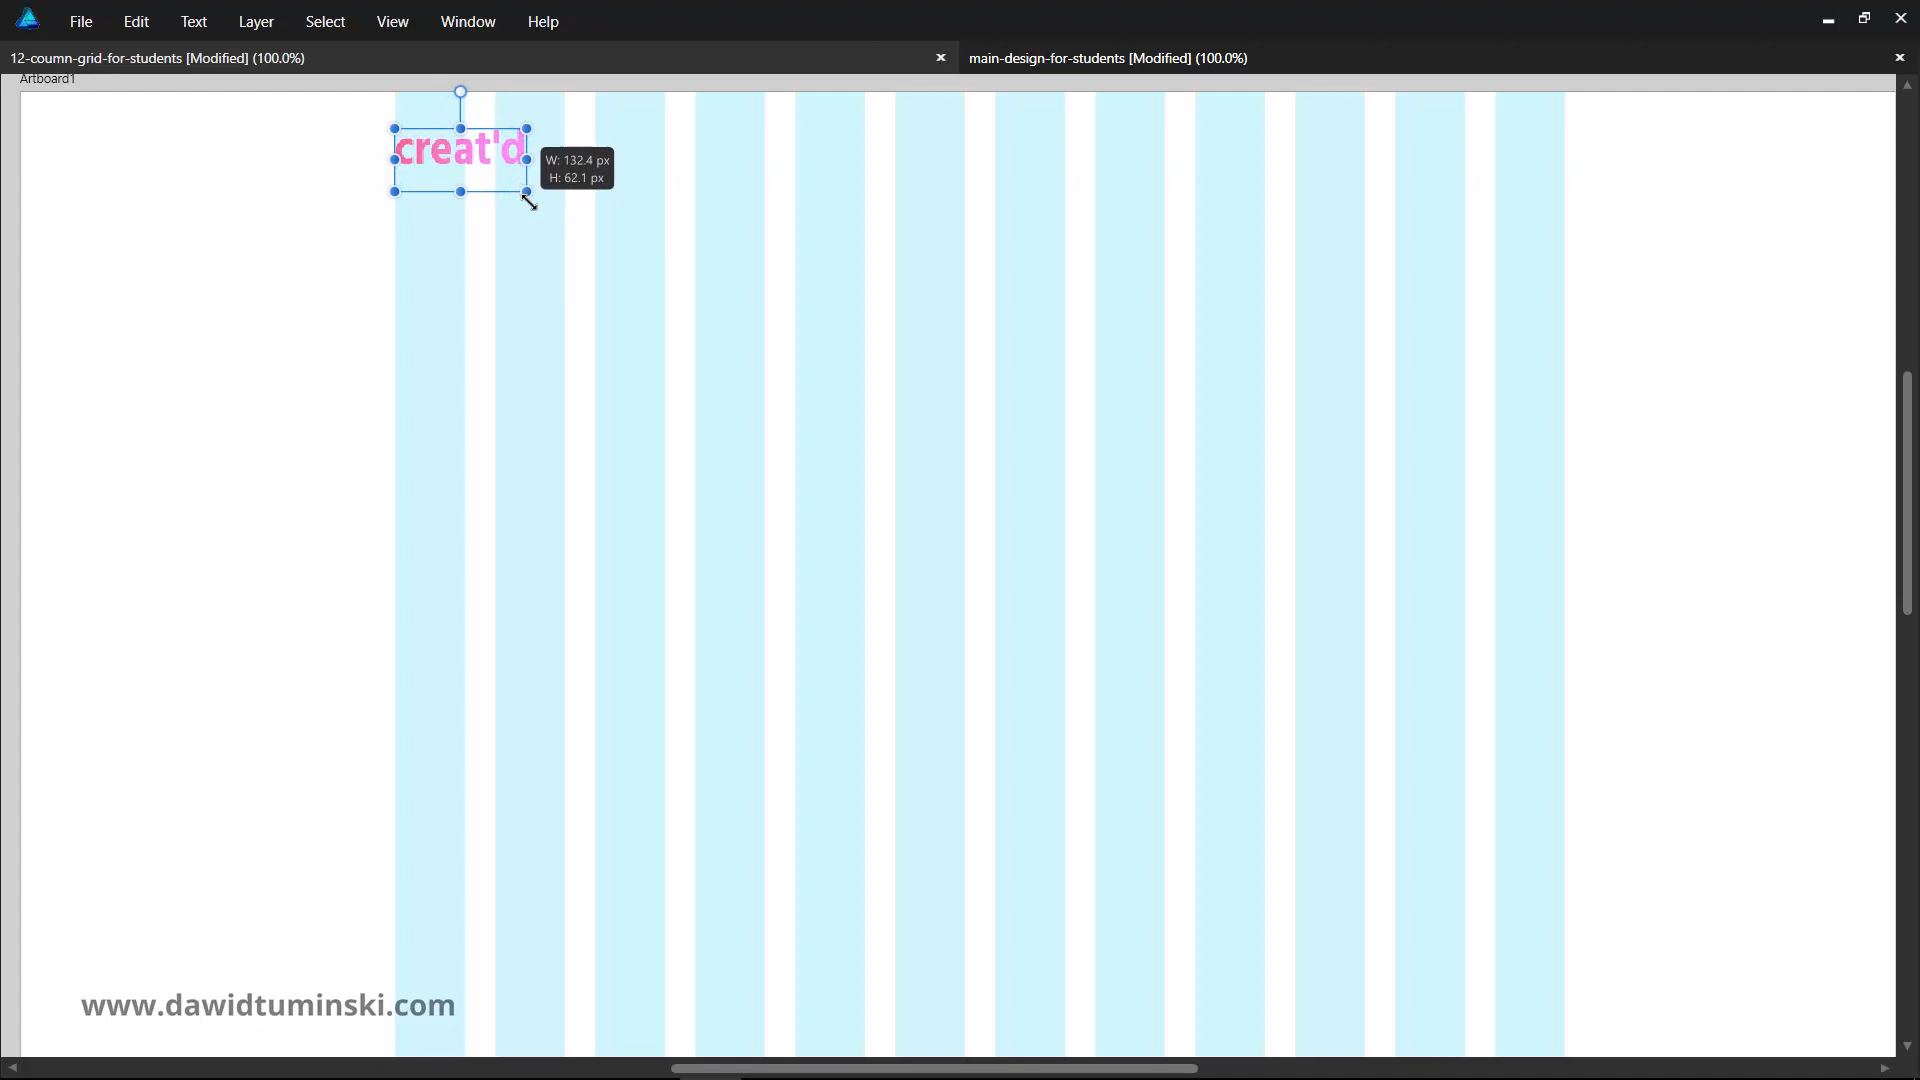 File Edit Text Layer Select View Window Help
12-coumn-grid-for-students [Modified] (100.0%)
main-design-for-students [Modified] (100.0%)
Artboard1
creat'd
W: 132.4 px
H: 62.1 px
www.dawidtuminski.com